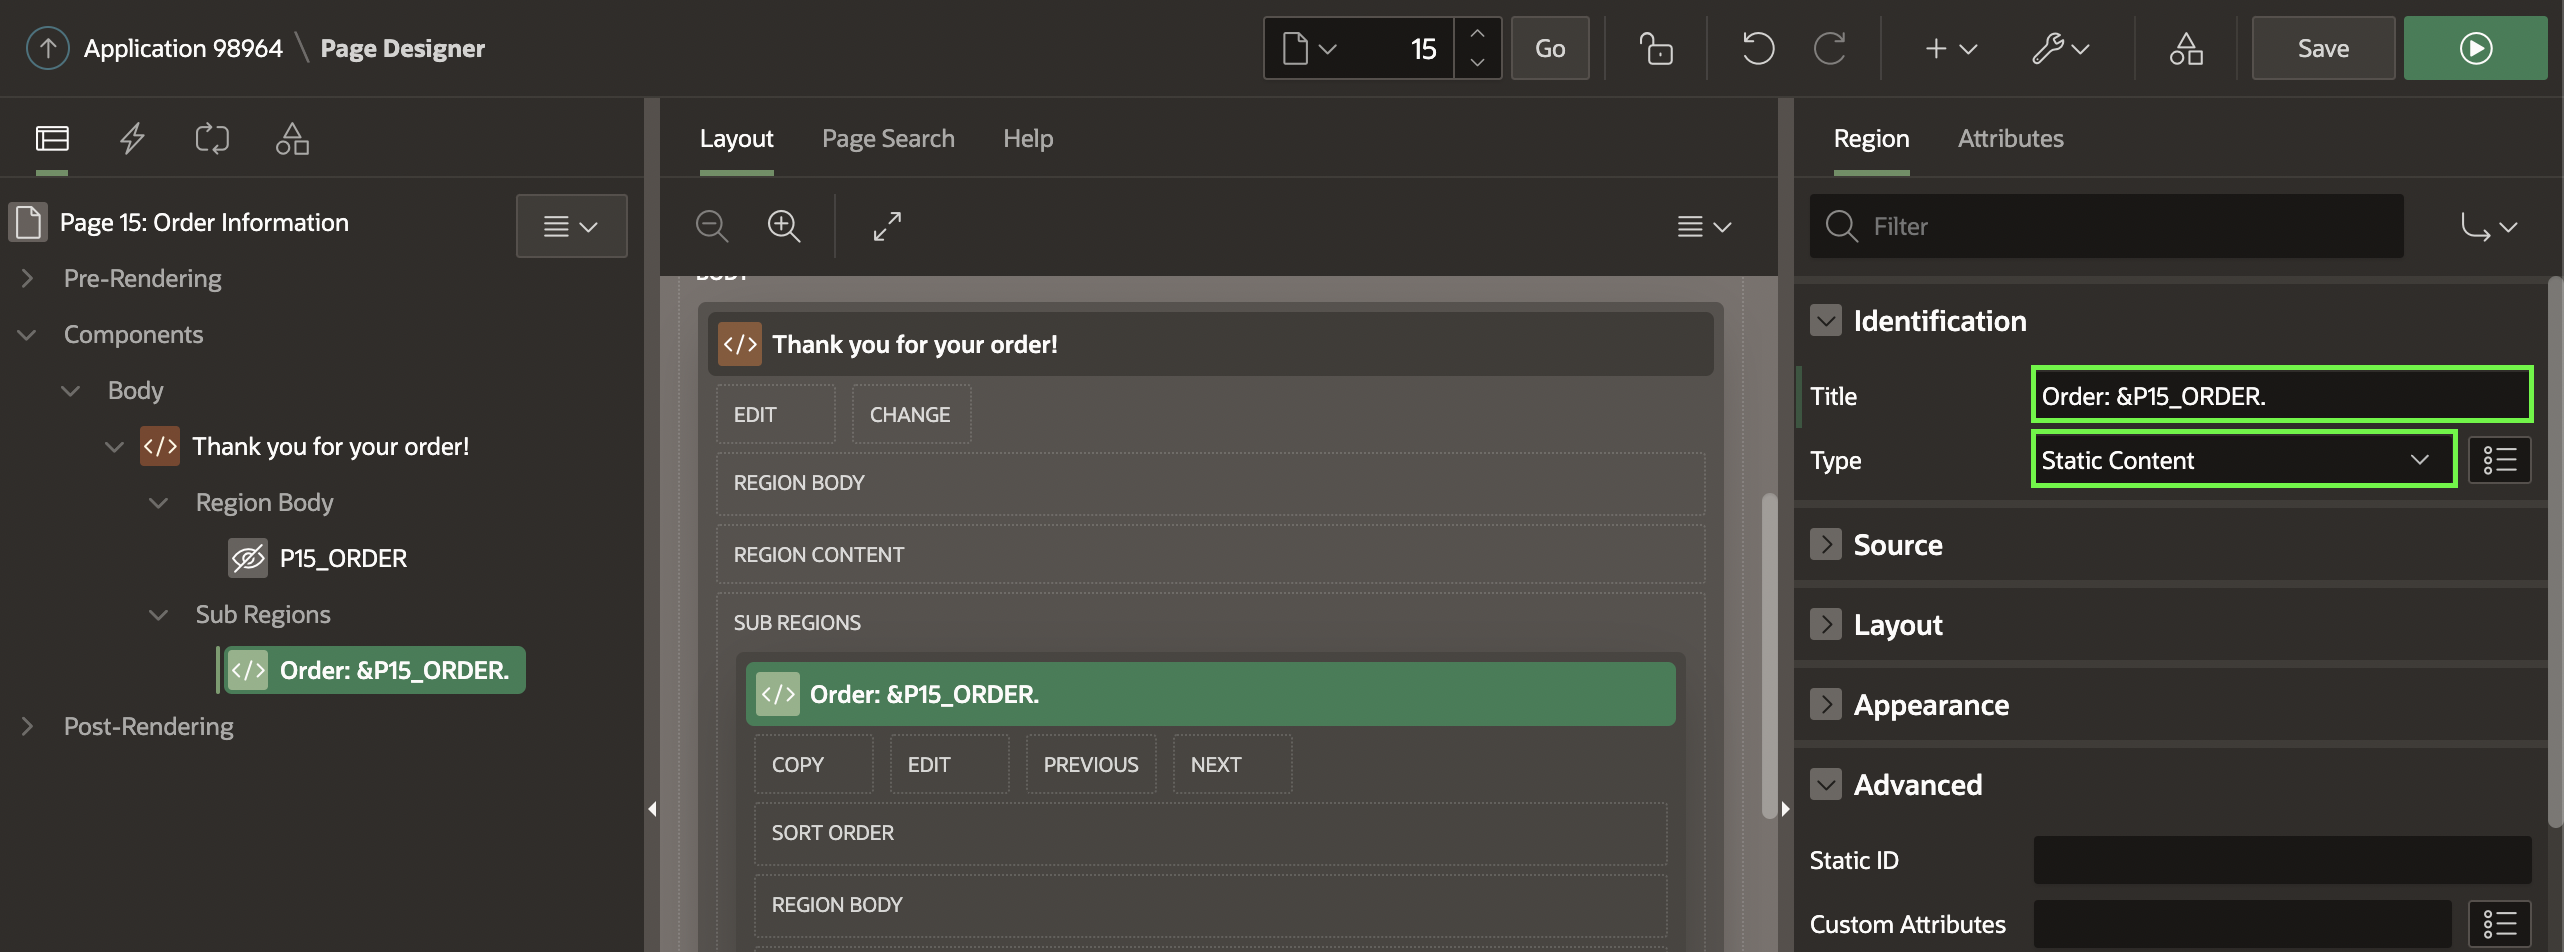 Application 98964 \ Page Designer
15
Go
Save
Layout
Page Search
Help
Region
Attributes
Page 15: Order Information
Pre-Rendering
Components
Body
Thank you for your order!
Region Body
P15_ORDER
Sub Regions
Order: &P15_ORDER.
Post-Rendering
BODY
Thank you for your order!
EDIT
CHANGE
REGION BODY
REGION CONTENT
SUB REGIONS
Order: &P15_ORDER.
COPY
EDIT
PREVIOUS
NEXT
SORT ORDER
REGION BODY
Filter
Identification
Title
Order: &P15_ORDER.
Type
Static Content
Source
Layout
Appearance
Advanced
Static ID
Custom Attributes